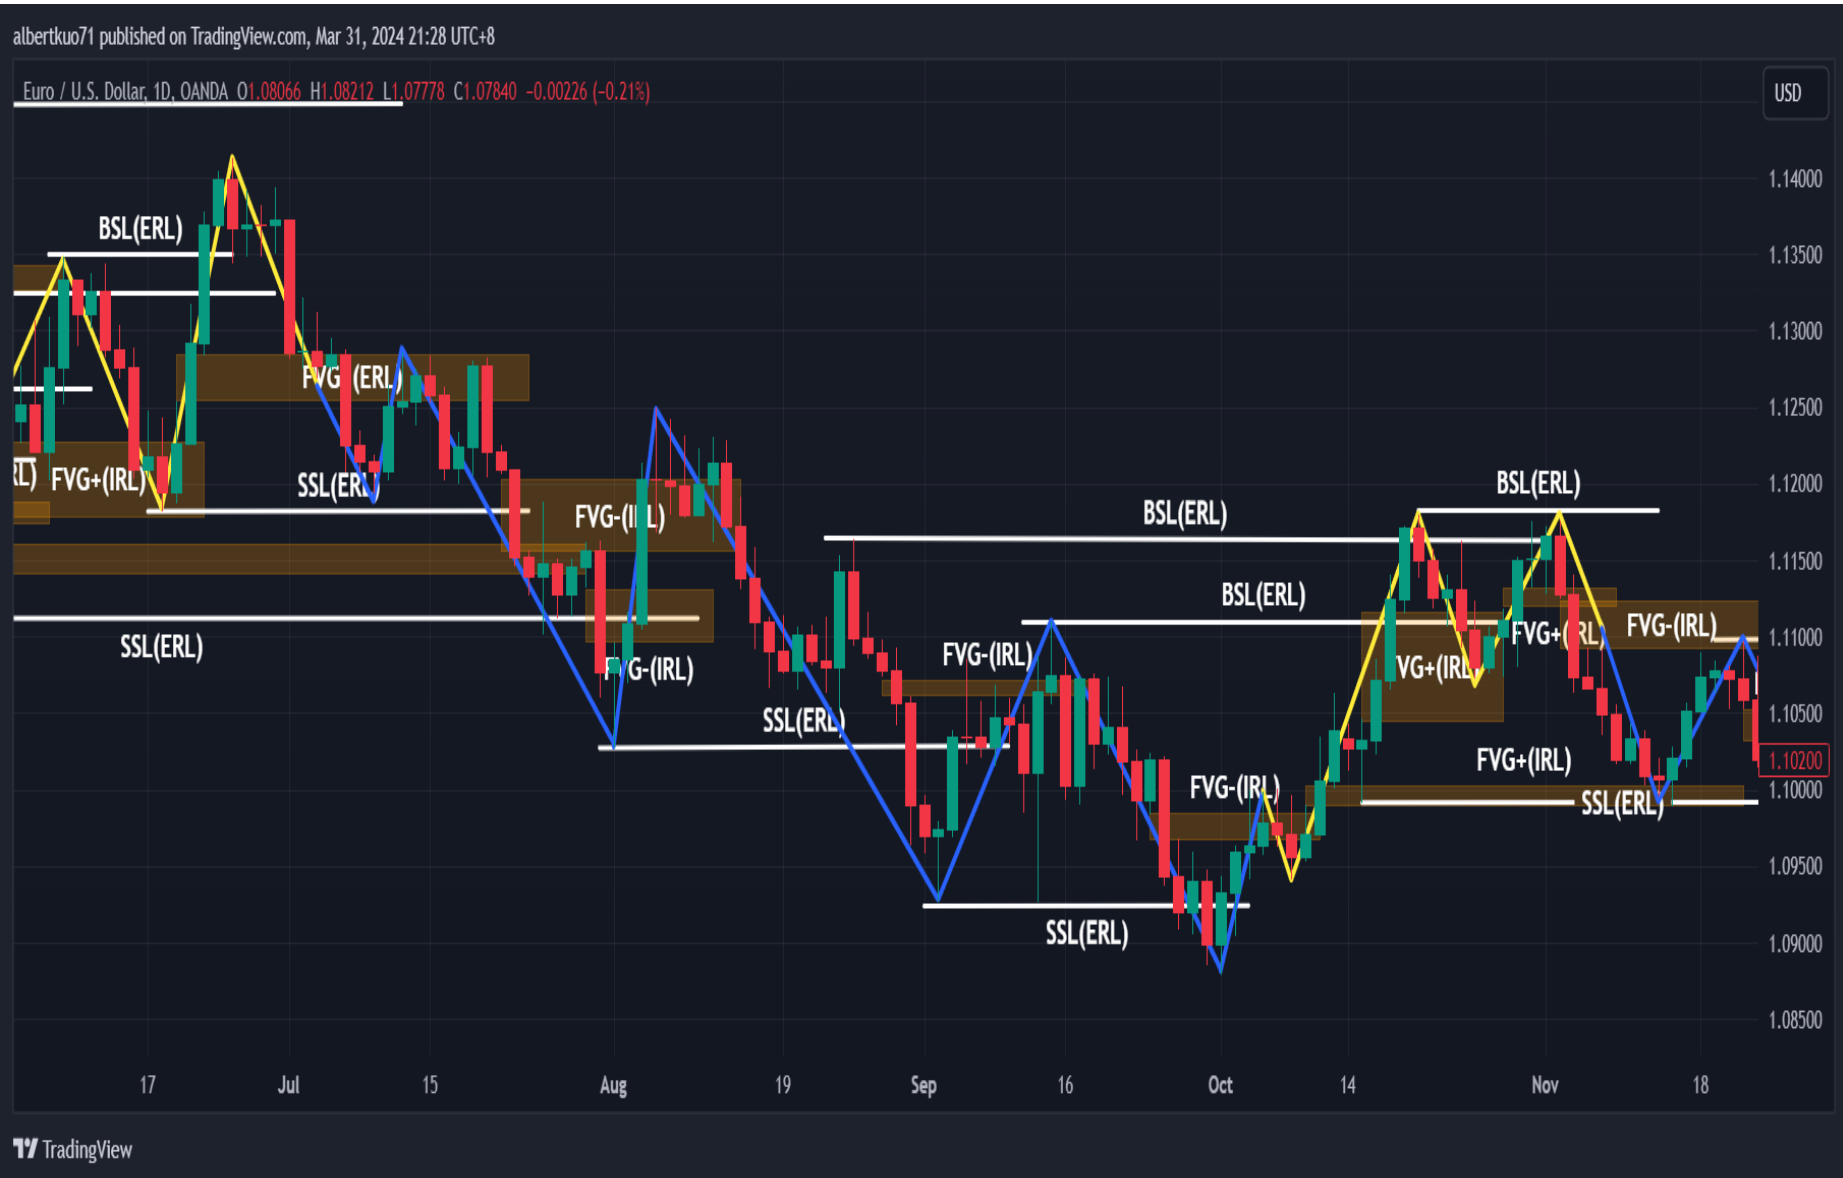 albertkuo71 published on TradingView.com, Mar 31, 2024 21:28 UTC+8
Euro / U.S. Dollar, 1D, OANDA O1.08066 H1.08212 L1.07778 C1.07840 −0.00226 (−0.21%)
USD
1.14000
BSL(ERL)
1.13500
1.13000
FVG (ERL)
1.12500
RL)
FVG+(IRL)
SSL(ERL)
BSL(ERL)
1.12000
FVG-(IRL)
BSL(ERL)
1.11500
BSL(ERL)
SSL(ERL)
FVG-(IRL)
FVG-(IRL)
FVG+(IRL)
FVG-(IRL)
1.11000
VG+(IRL)
SSL(ERL)
1.10500
FVG+(IRL)
1.10200
FVG-(IRL)
1.10000
SSL(ERL)
1.09500
SSL(ERL)
1.09000
1.08500
17 Jul 15 Aug 19 Sep 16 Oct 14 Nov 18
TradingView